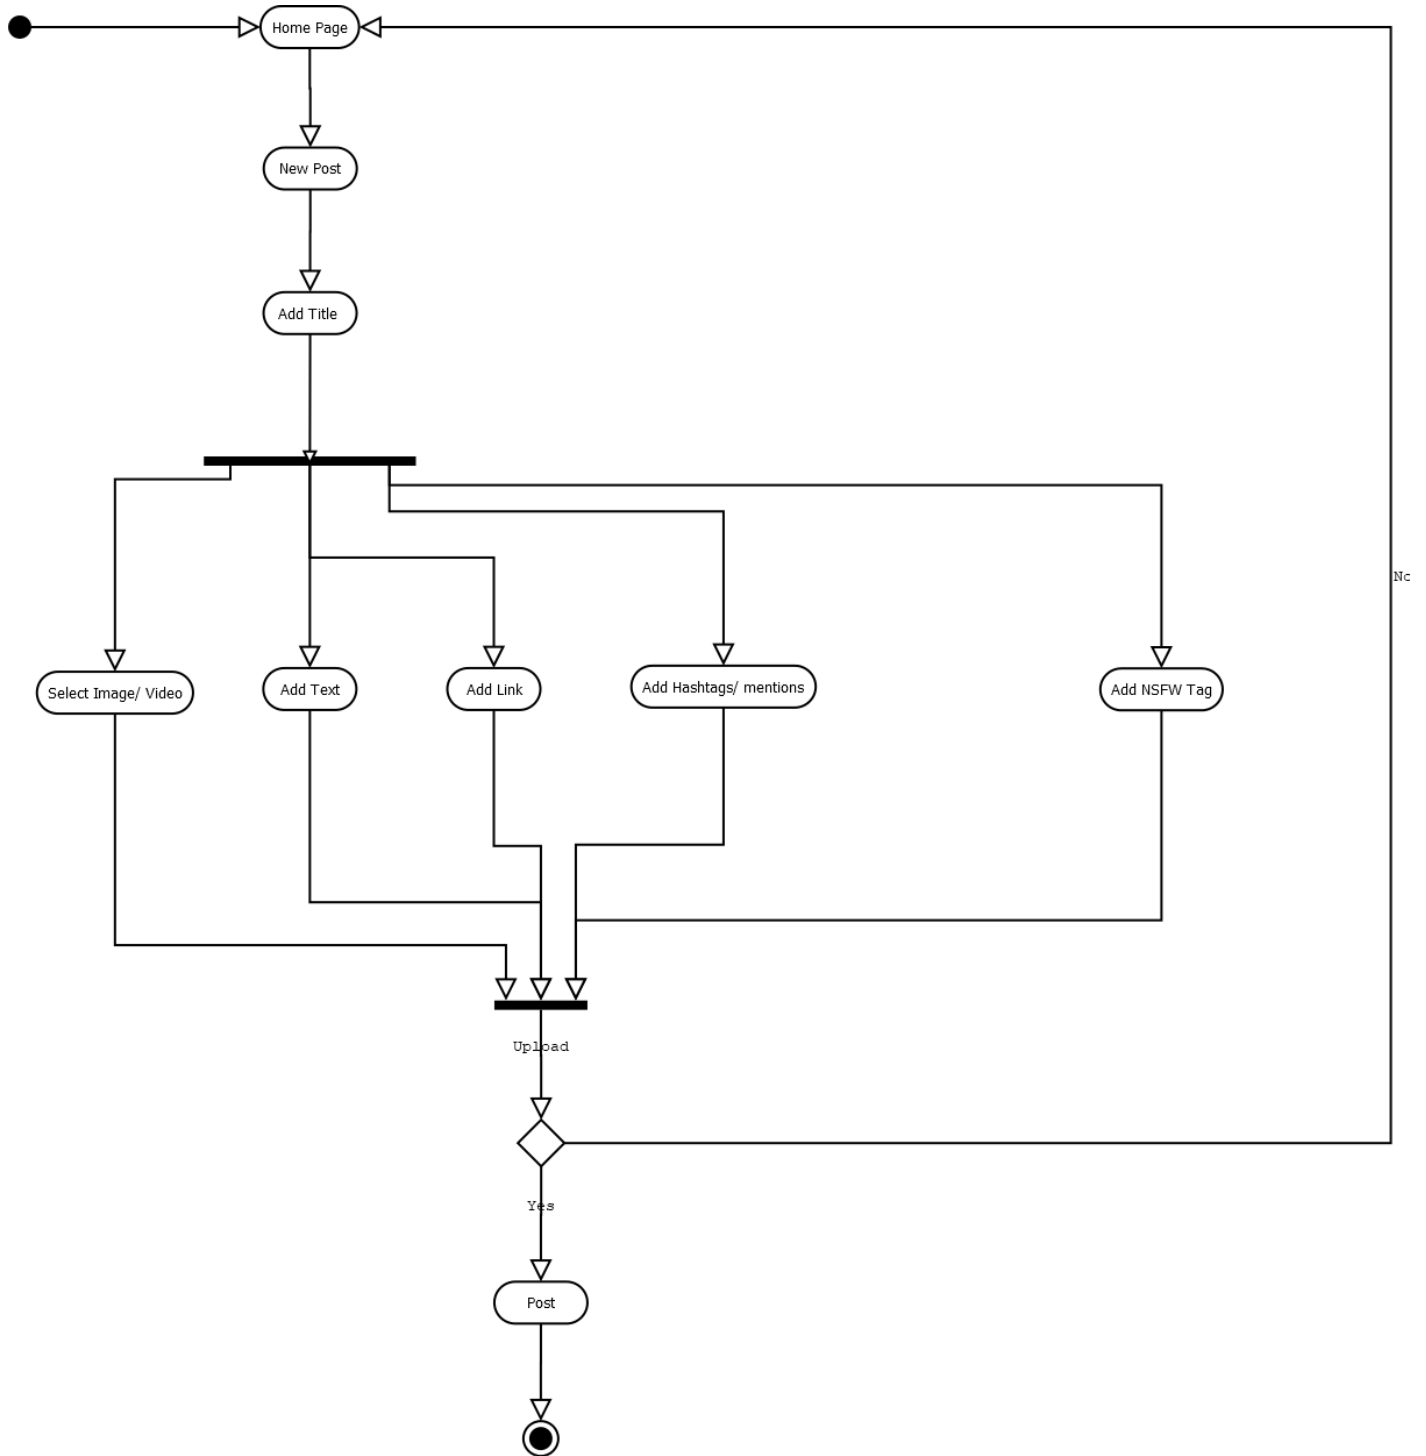 Home Page
New Post
Add Title
No
Select Image/ Video
Add Text
Add Link
Add Hashtags/ mentions
Add NSFW Tag
Upload
Yes
Post